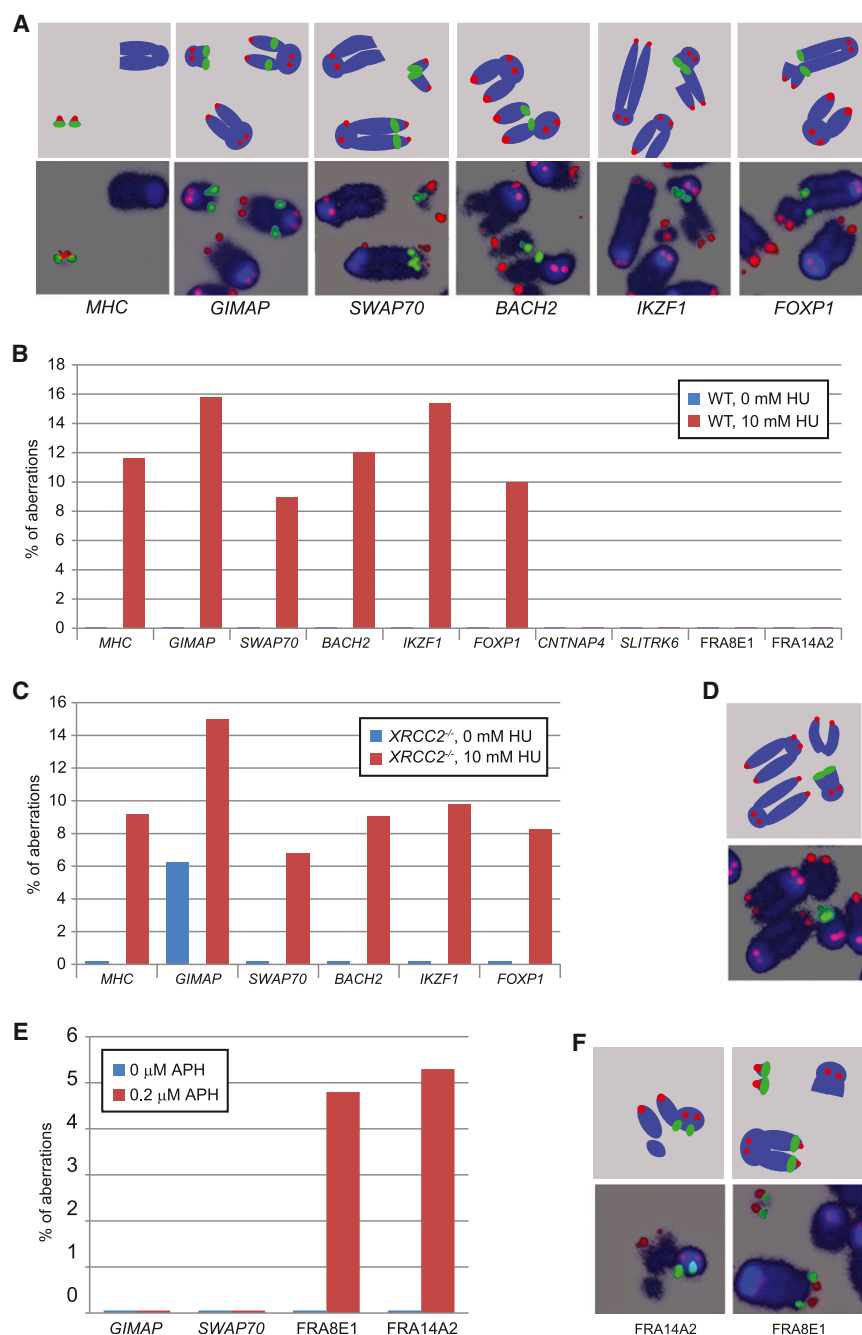 A
MHC GIMAP SWAP70 BACH2 IKZF1 FOXP1
B
18
16
14
12
10
8
6
4
2
0
% of aberrations
WT, 0 mM HU
WT, 10 mM HU
MHC GIMAP SWAP70 BACH2 IKZF1 FOXP1 CNTNAP4 SLITRK6 FRA8E1 FRA14A2
C
16
14
12
10
8
6
4
2
0
% of aberrations
XRCC2-/-, 0 mM HU
XRCC2-/-, 10 mM HU
MHC GIMAP SWAP70 BACH2 IKZF1 FOXP1
D
E
6
5
4
3
2
1
0
% of aberrations
0 μM APH
0.2 μM APH
GIMAP SWAP70 FRA8E1 FRA14A2
F
FRA14A2 FRA8E1